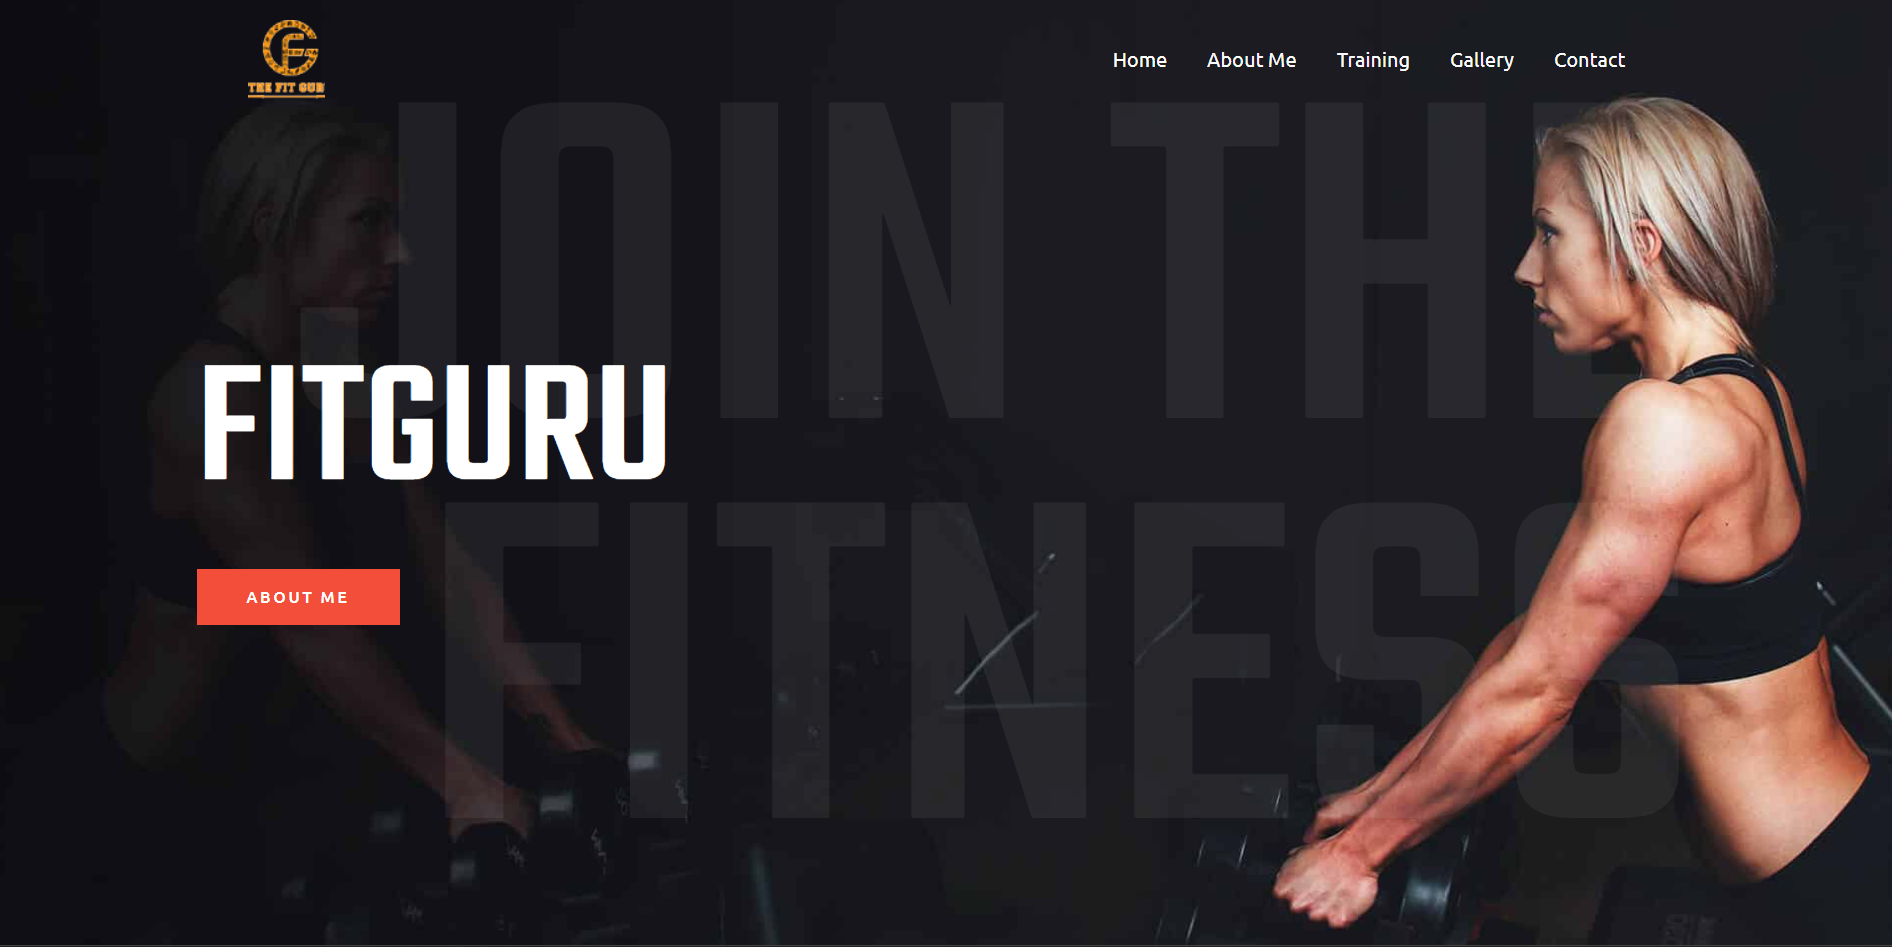 THE FIT GUR
Home About Me Training Gallery Contact
JOIN THE
FITGURU
FITNESS
ABOUT ME